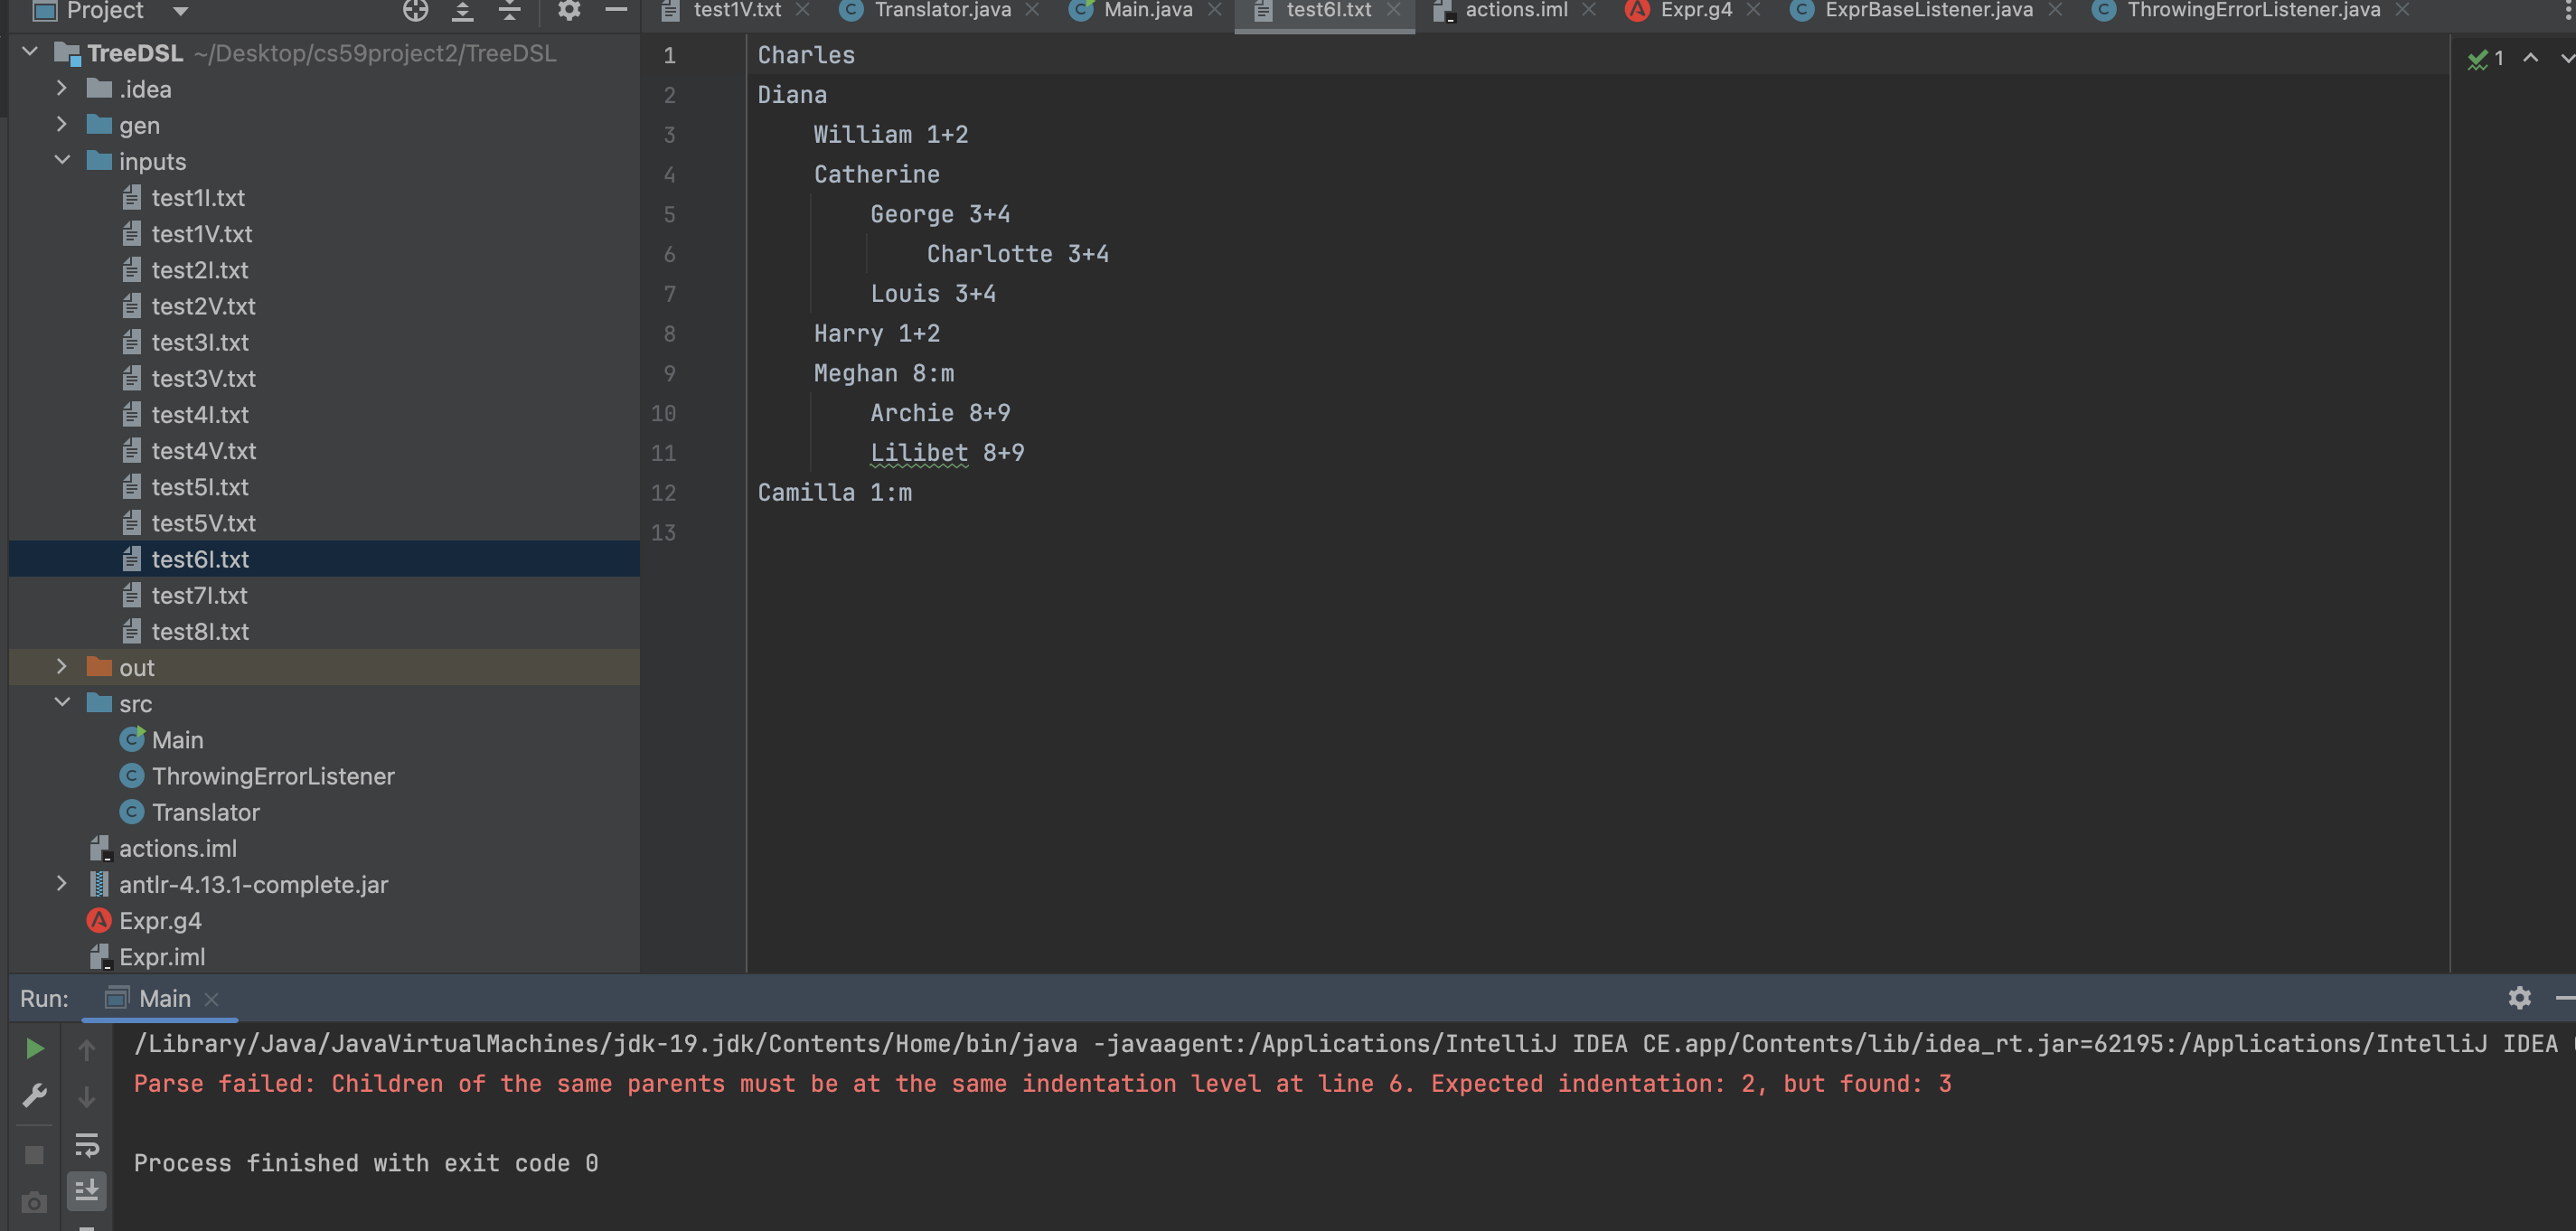 Project
test1V.txt
Translator.java
Main.java
test6I.txt
actions.iml
Expr.g4
ExprBaseListener.java
ThrowingErrorListener.java
TreeDSL ~/Desktop/cs59project2/TreeDSL
.idea
gen
inputs
test1I.txt
test1V.txt
test2I.txt
test2V.txt
test3I.txt
test3V.txt
test4I.txt
test4V.txt
test5I.txt
test5V.txt
test6I.txt
test7I.txt
test8I.txt
out
src
Main
ThrowingErrorListener
Translator
actions.iml
antlr-4.13.1-complete.jar
Expr.g4
Expr.iml
1 Charles
2 Diana
3 William 1+2
4 Catherine
5 George 3+4
6 Charlotte 3+4
7 Louis 3+4
8 Harry 1+2
9 Meghan 8:m
10 Archie 8+9
11 Lilibet 8+9
12 Camilla 1:m
13
1
Run: Main
/Library/Java/JavaVirtualMachines/jdk-19.jdk/Contents/Home/bin/java -javaagent:/Applications/IntelliJ IDEA CE.app/Contents/lib/idea_rt.jar=62195:/Applications/IntelliJ IDEA
Parse failed: Children of the same parents must be at the same indentation level at line 6. Expected indentation: 2, but found: 3
Process finished with exit code 0